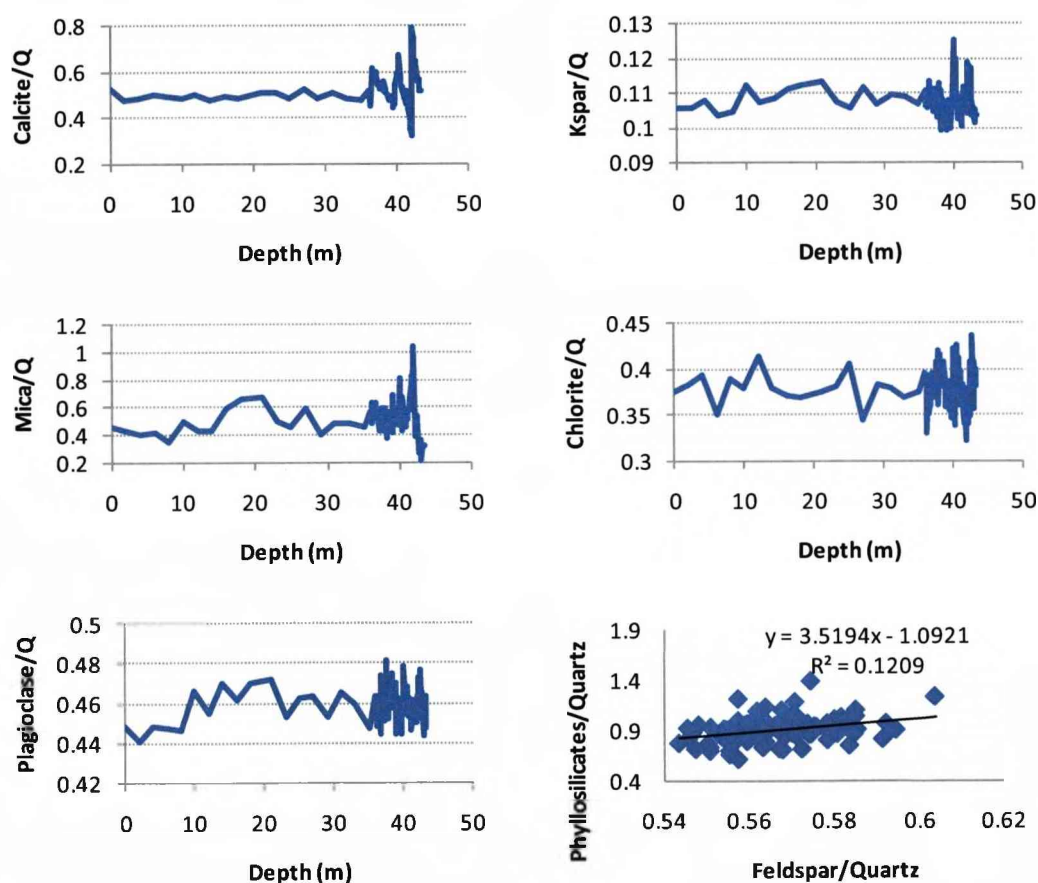 Calcite/Q
0.8
0.6
0.4
0.2
0 10 20 30 40 50
Depth (m)
Kspar/Q
0.13
0.12
0.11
0.1
0.09
0 10 20 30 40 50
Depth (m)
Mica/Q
1.2
1
0.8
0.6
0.4
0.2
0 10 20 30 40 50
Depth (m)
Chlorite/Q
0.45
0.4
0.35
0.3
0 10 20 30 40 50
Depth (m)
Plagioclase/Q
0.5
0.48
0.46
0.44
0.42
0 10 20 30 40 50
Depth (m)
Phyllosilicates/Quartz
1.9
1.4
0.9
0.4
y = 3.5194x - 1.0921
R² = 0.1209
0.54 0.56 0.58 0.6 0.62
Feldspar/Quartz